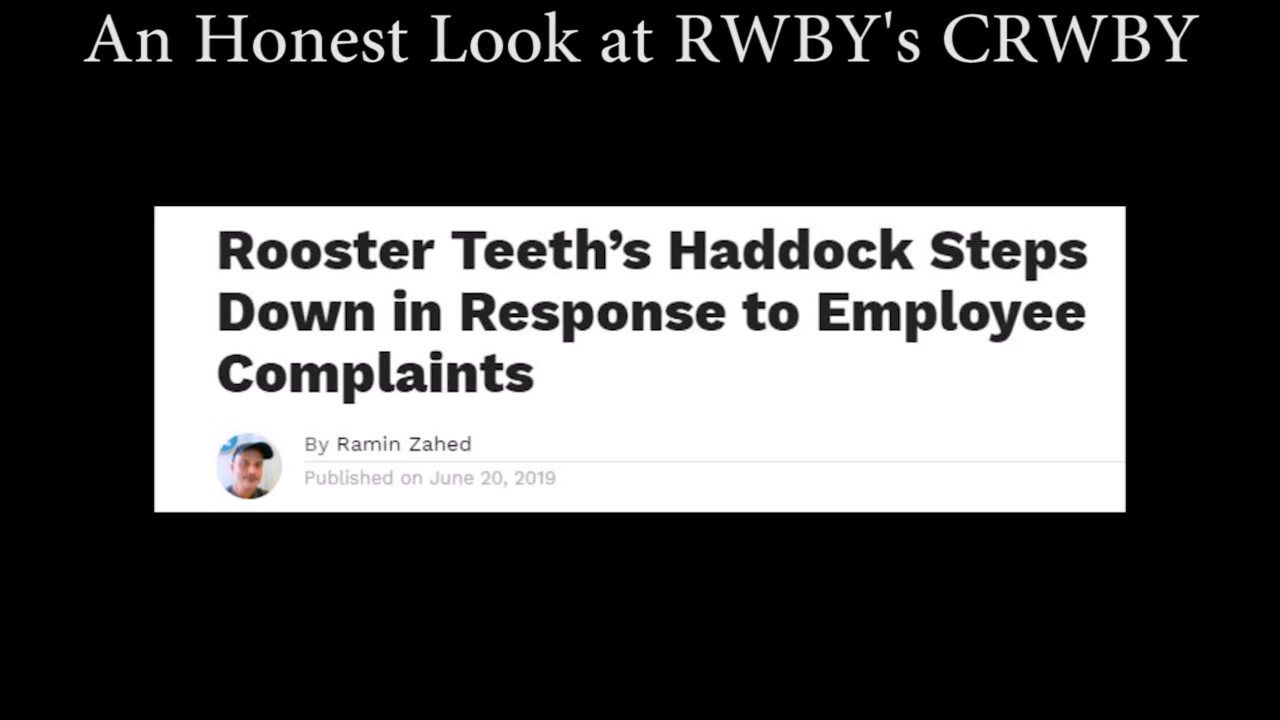 An Honest Look at RWBY's CRWBY
Rooster Teeth’s Haddock Steps
Down in Response to Employee
Complaints
By Ramin Zahed
Published on June 20, 2019